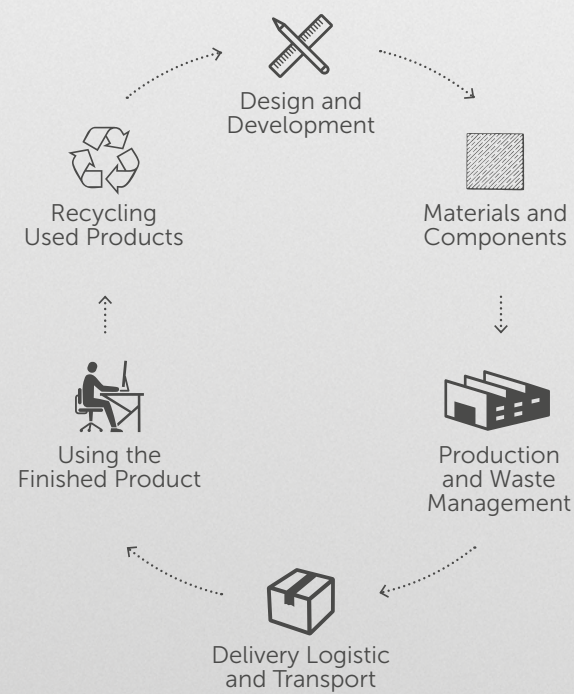 Design and
Development
Materials and
Components
Production
and Waste
Management
Delivery Logistic
and Transport
Using the
Finished Product
Recycling
Used Products